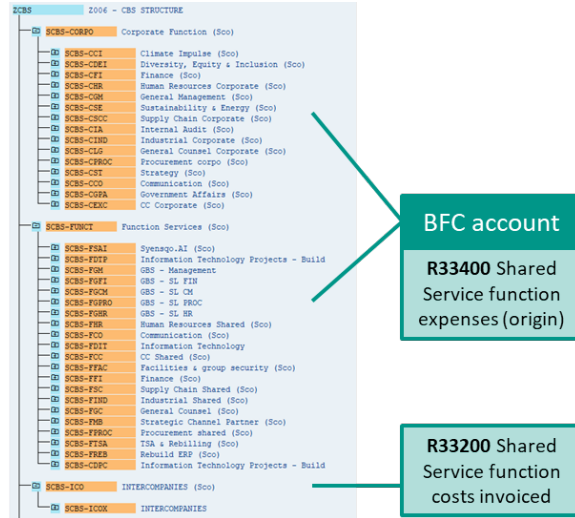 ZCBS Z006 - CBS STRUCTURE
SCBS-CORPO Corporate Function (Sco)
SCBS-CCI Climate Impulse (Sco)
SCBS-CDEI Diversity, Equity & Inclusion (Sco)
SCBS-CFI Finance (Sco)
SCBS-CHR Human Resources Corporate (Sco)
SCBS-CGM General Management (Sco)
SCBS-CSE Sustainability & Energy (Sco)
SCBS-CSCC Supply Chain Corporate (Sco)
SCBS-CIA Internal Audit (Sco)
SCBS-CIND Industrial Corporate (Sco)
SCBS-CLG General Counsel Corporate (Sco)
SCBS-CPROC Procurement corpo (Sco)
SCBS-CST Strategy (Sco)
SCBS-CCO Communication (Sco)
SCBS-CGPA Government Affairs (Sco)
SCBS-CEXC CC Corporate (Sco)
SCBS-FUNCT Function Services (Sco)
SCBS-FSAI Syensqo.AI (Sco)
SCBS-FDTP Information Technology Projects - Build
SCBS-FGM GBS - Management
SCBS-FGFI GBS - SL FIN
SCBS-FGCM GBS - SL CM
SCBS-FGPRO GBS - SL PROC
SCBS-FGHR GBS - SL HR
SCBS-FHR Human Resources Shared (Sco)
SCBS-FCO Communication (Sco)
SCBS-FDIT Information Technology
SCBS-FCC CC Shared (Sco)
SCBS-FFAC Facilities & group security (Sco)
SCBS-FFI Finance (Sco)
SCBS-FSC Supply Chain Shared (Sco)
SCBS-FIND Industrial Shared (Sco)
SCBS-FGC General Counsel (Sco)
SCBS-FMB Strategic Channel Partner (Sco)
SCBS-FPROC Procurement shared (Sco)
SCBS-FTSA TSA & Rebilling (Sco)
SCBS-FREB Rebuild ERP (Sco)
SCBS-CDPC Information Technology Projects - Build
SCBS-ICO INTERCOMPANIES (Sco)
SCBS-ICOX INTERCOMPANIES
BFC account
R33400 Shared
Service function
expenses (origin)
R33200 Shared
Service function
costs invoiced